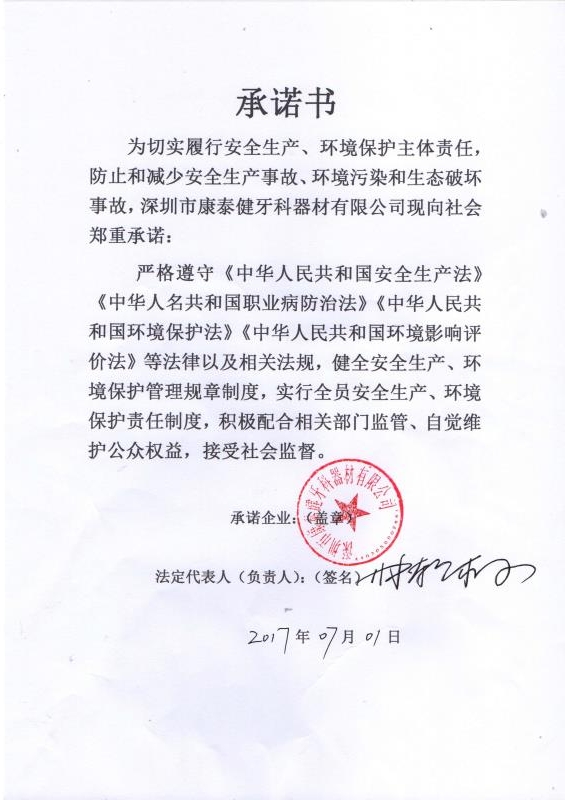 承诺书
为切实履行安全生产、环境保护主体责任，
防止和减少安全生产事故、环境污染和生态破坏
事故，深圳市康泰健牙科器材有限公司现向社会
郑重承诺：
严格遵守《中华人民共和国安全生产法》
《中华人名共和国职业病防治法》《中华人民共
和国环境保护法》《中华人民共和国环境影响评
价法》等法律以及相关法规，健全安全生产、环
境保护管理规章制度，实行全员安全生产、环境
保护责任制度，积极配合相关部门监管、自觉维
护公众权益，接受社会监督。
深圳市康泰健牙科器材有限公司
承诺企业：（盖章）
法定代表人（负责人）：（签名）
2017年07月01日